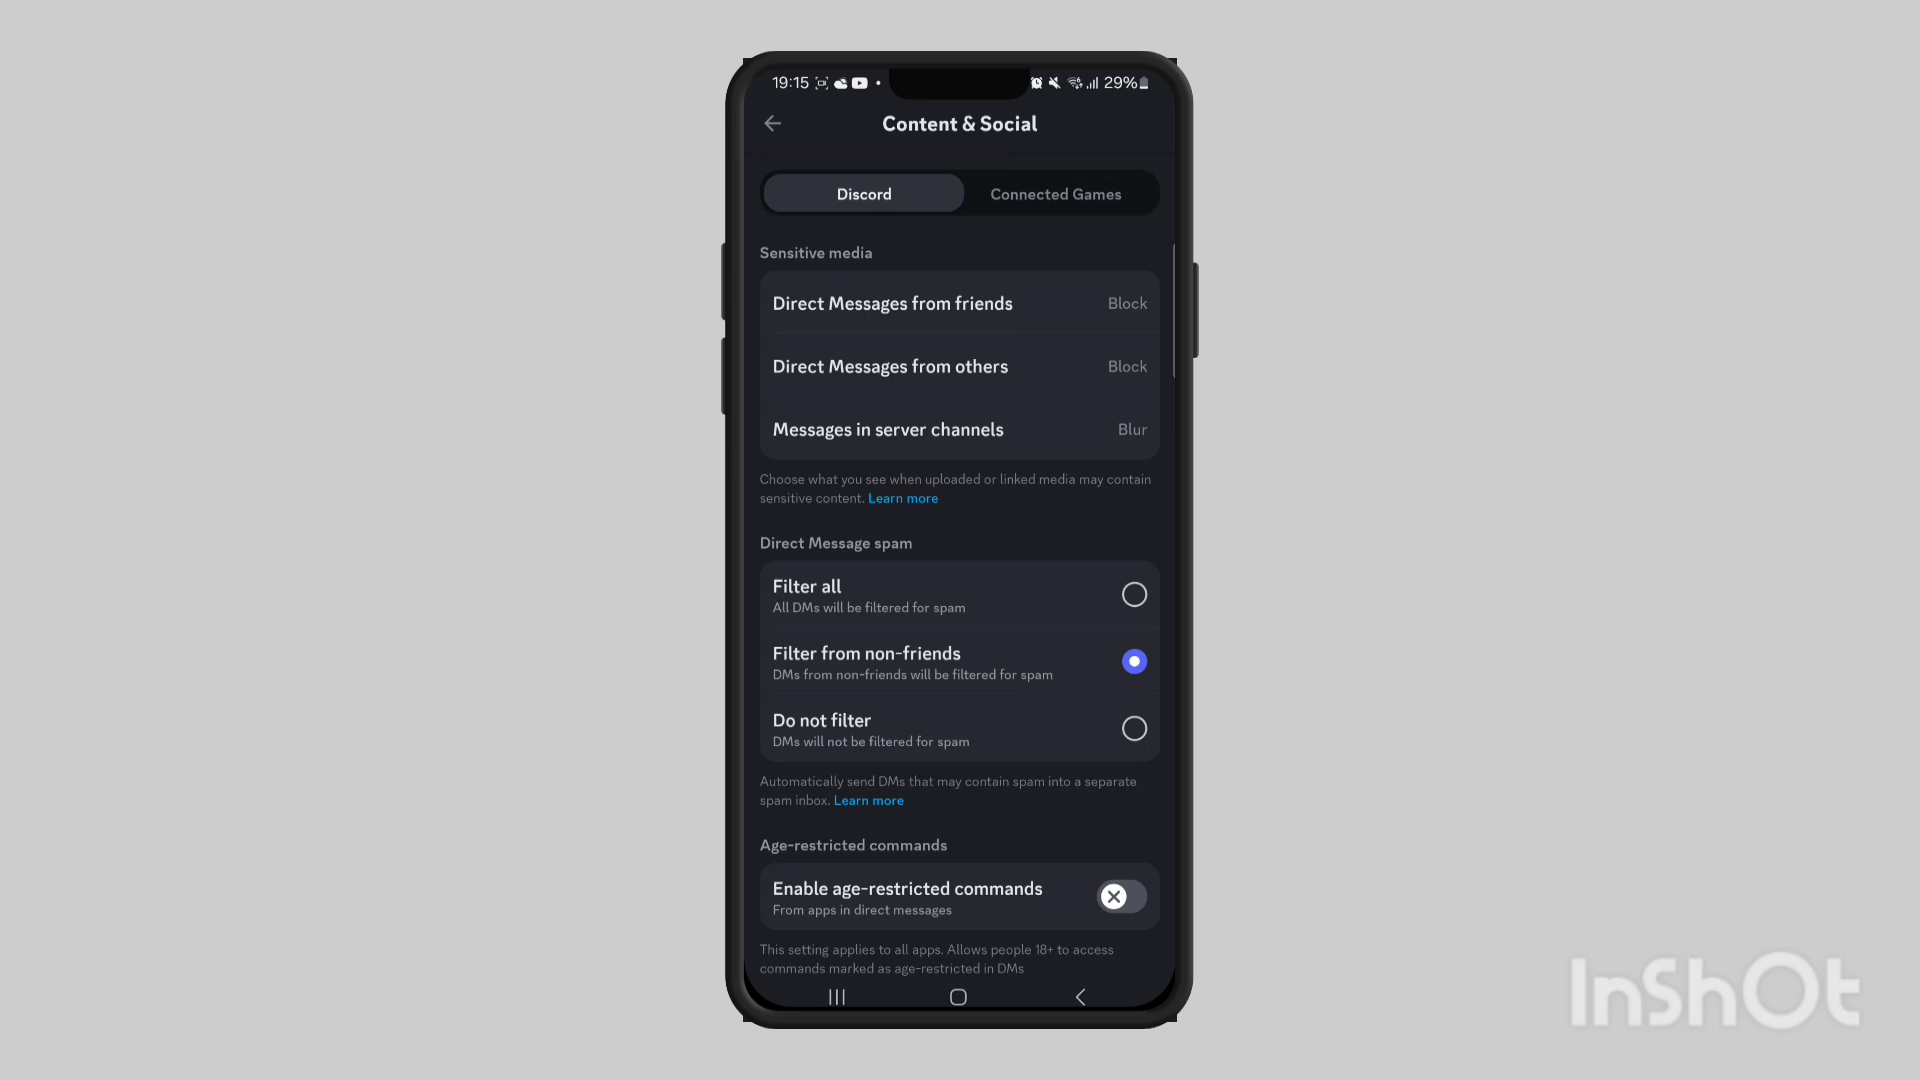 19:15
29%
Content & Social
Discord
Connected Games
Sensitive media
Direct Messages from friends
Block
Direct Messages from others
Block
Messages in server channels
Blur
Choose what you see when uploaded or linked media may contain
sensitive content. Learn more
Direct Message spam
Filter all
All DMs will be filtered for spam
Filter from non-friends
DMs from non-friends will be filtered for spam
Do not filter
DMs will not be filtered for spam
Automatically send DMs that may contain spam into a separate
spam inbox. Learn more
Age-restricted commands
Enable age-restricted commands
From apps in direct messages
This setting applies to all apps. Allows people 18+ to access
commands marked as age-restricted in DMs
InShOt